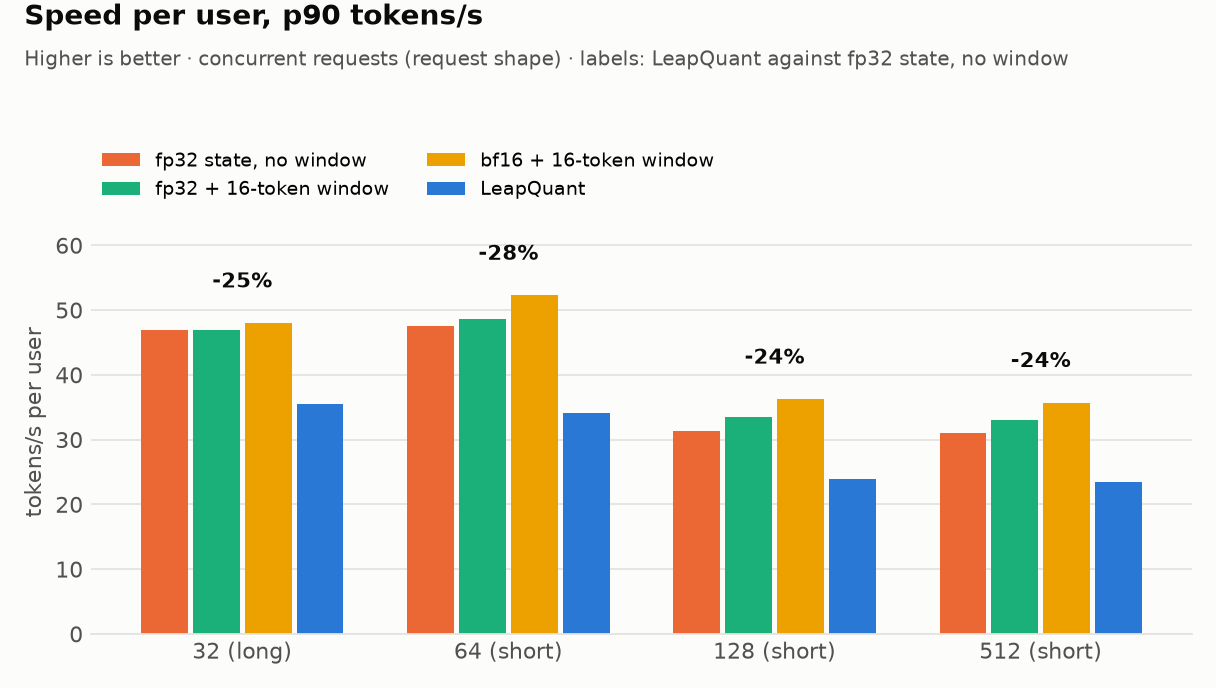 Speed per user, p90 tokens/s
Higher is better · concurrent requests (request shape) · labels: LeapQuant against fp32 state, no window
fp32 state, no window
bf16 + 16-token window
fp32 + 16-token window
LeapQuant
60
50
40
30
20
10
0
tokens/s per user
-25%
-28%
-24%
-24%
32 (long)
64 (short)
128 (short)
512 (short)